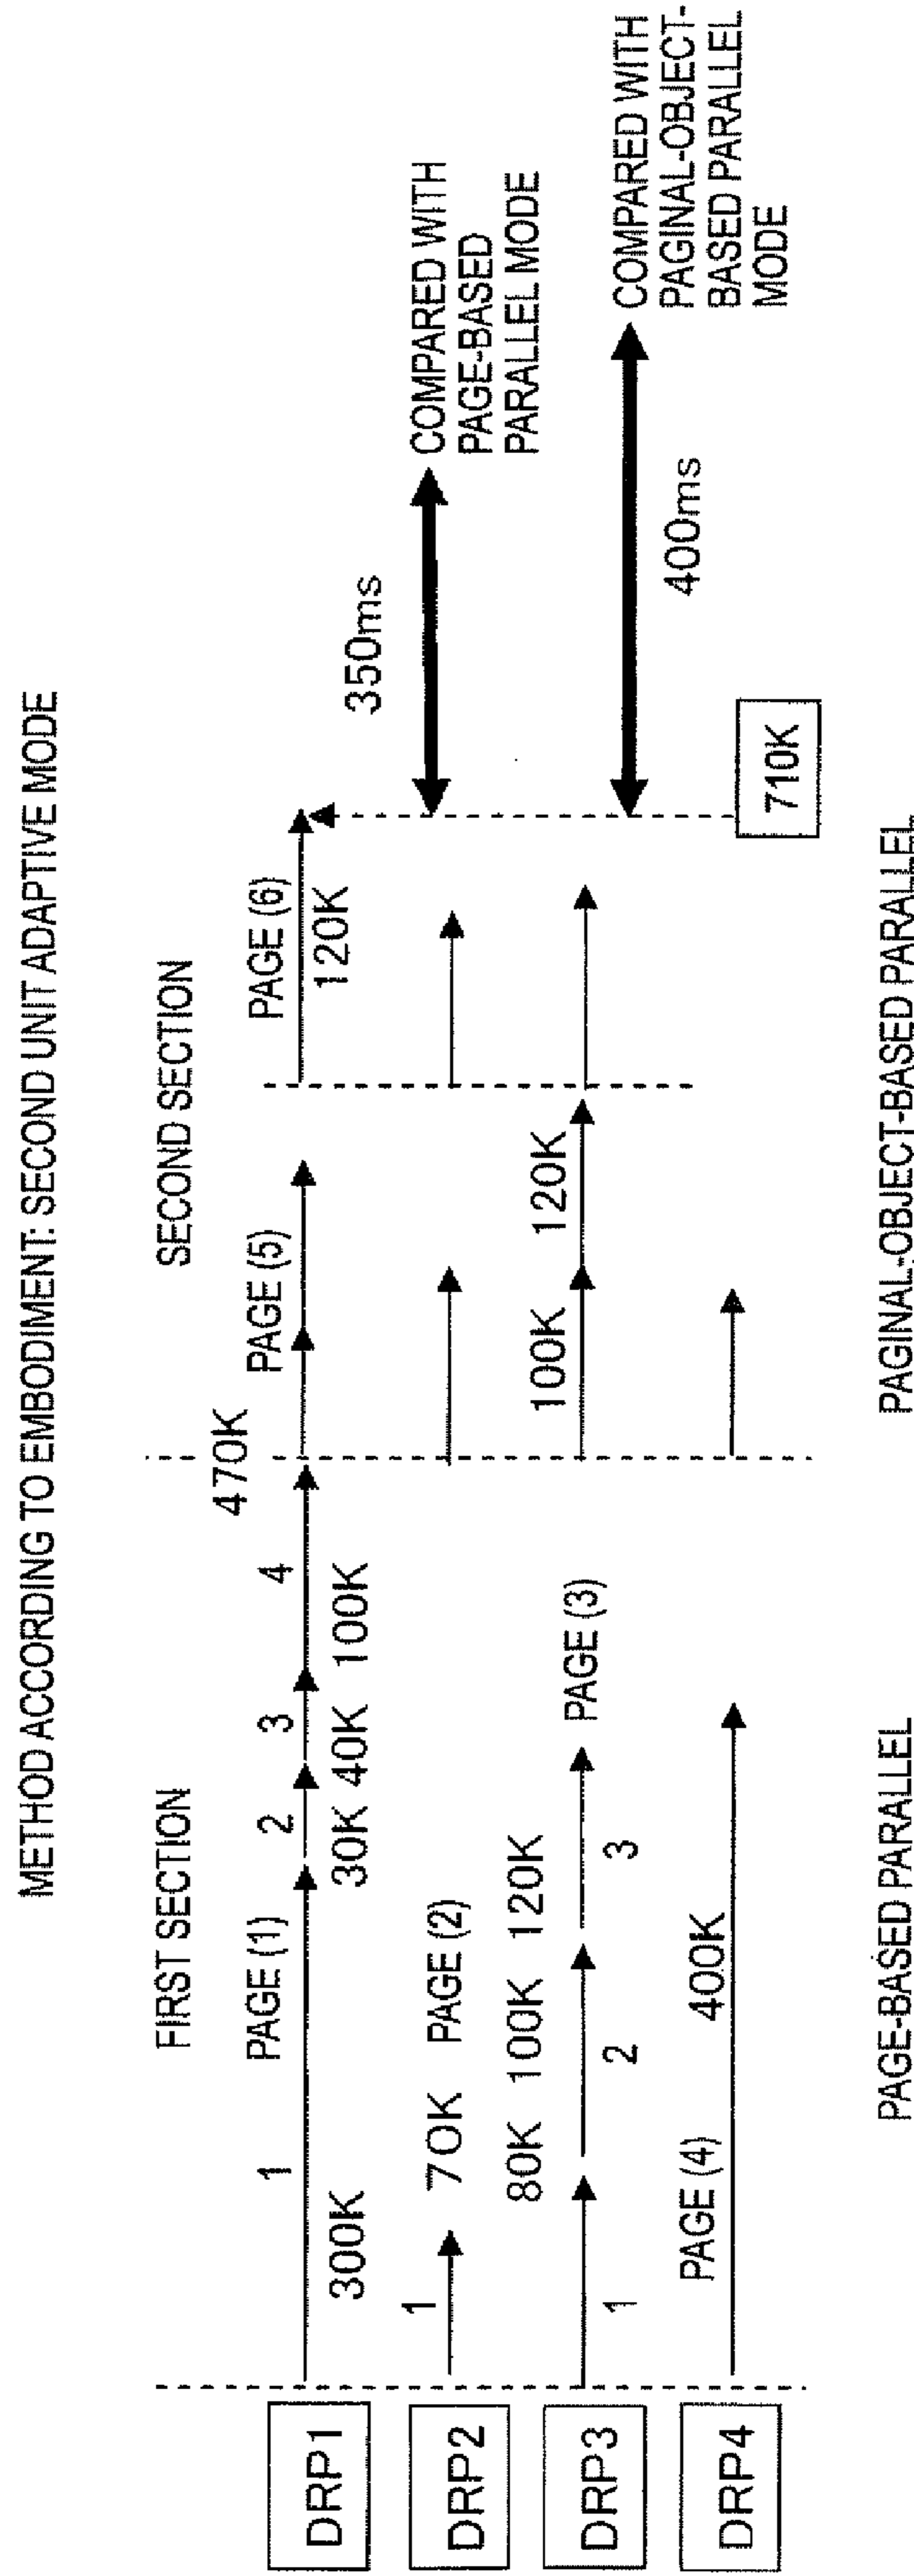 METHOD ACCORDING TO EMBODIMENT: SECOND UNIT ADAPTIVE MODE
FIRST SECTION
SECOND SECTION
DRP1
1
PAGE (1)
2
3
4
470K
PAGE (5)
PAGE (6)
300K
30K
40K
100K
120K
350ms
COMPARED WITH
PAGE-BASED
PARALLEL MODE
DRP2
1
70K
PAGE (2)
DRP3
80K
100K
120K
PAGE (3)
1
2
3
100K
120K
400ms
COMPARED WITH
PAGINAL-OBJECT-
BASED PARALLEL
MODE
DRP4
PAGE (4)
400K
710K
PAGE-BASED PARALLEL
PAGINAL-OBJECT-BASED PARALLEL